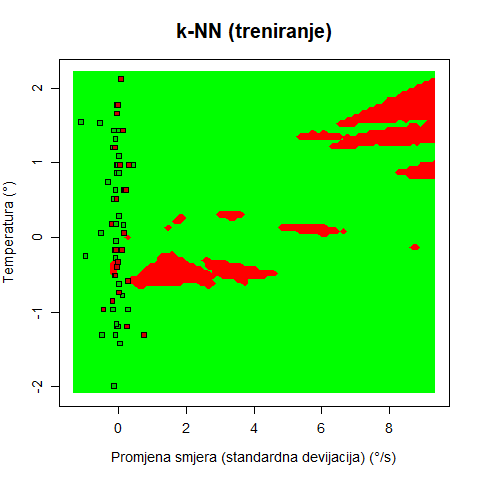 k-NN (treniranje)
Temperatura (°)
2
1
0
-1
-2
0 2 4 6 8
Promjena smjera (standardna devijacija) (°/s)